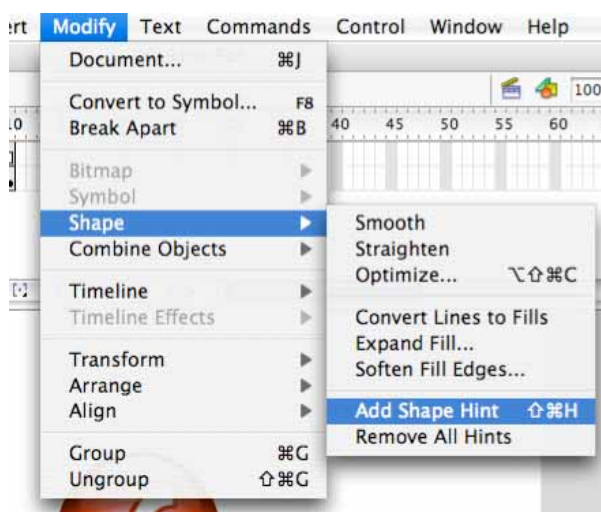 ert Modify Text Commands Control Window Help
Document... ⌘J
Convert to Symbol... F8
Break Apart ⌘B
Bitmap
Symbol
Shape
Combine Objects
Timeline
Timeline Effects
Transform
Arrange
Align
Group ⌘G
Ungroup ⇧⌘G
100
.0 40 45 50 55 60
Smooth
Straighten
Optimize... ⌥⇧⌘C
Convert Lines to Fills
Expand Fill...
Soften Fill Edges...
Add Shape Hint ⇧⌘H
Remove All Hints